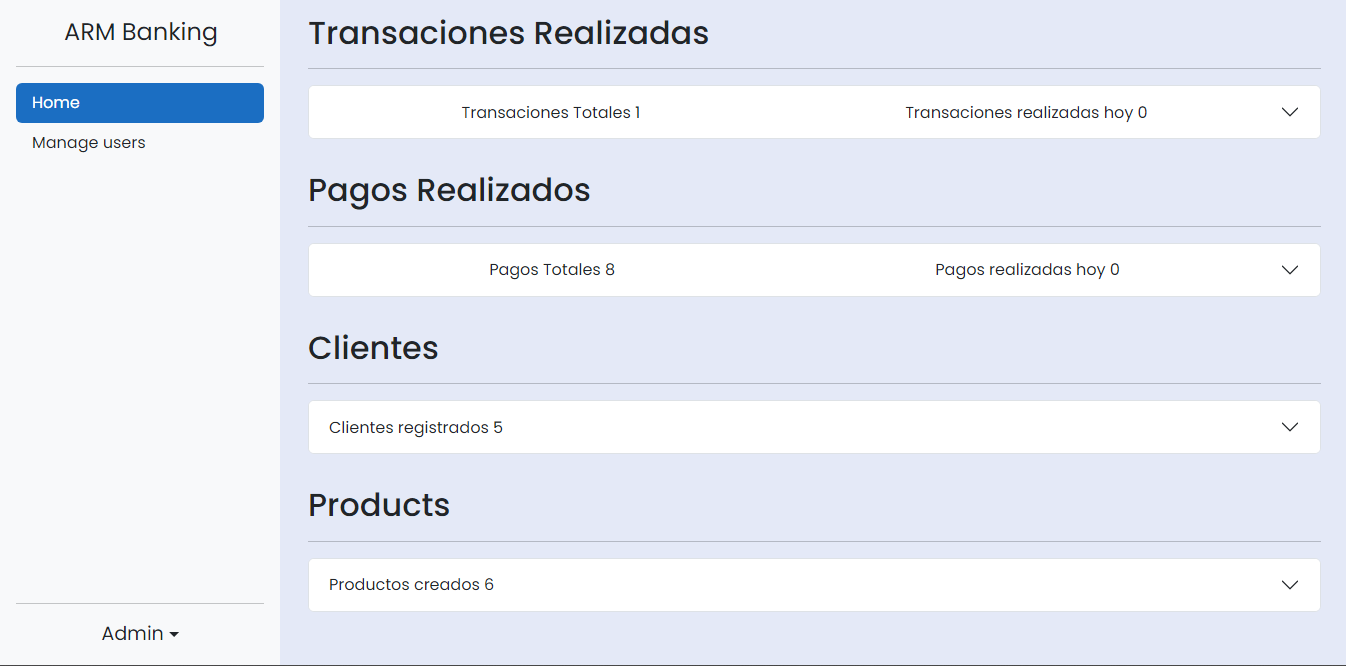 ARM Banking
Home
Manage users
Admin
Transaciones Realizadas
Transaciones Totales 1 Transaciones realizadas hoy 0
Pagos Realizados
Pagos Totales 8 Pagos realizadas hoy 0
Clientes
Clientes registrados 5
Products
Productos creados 6